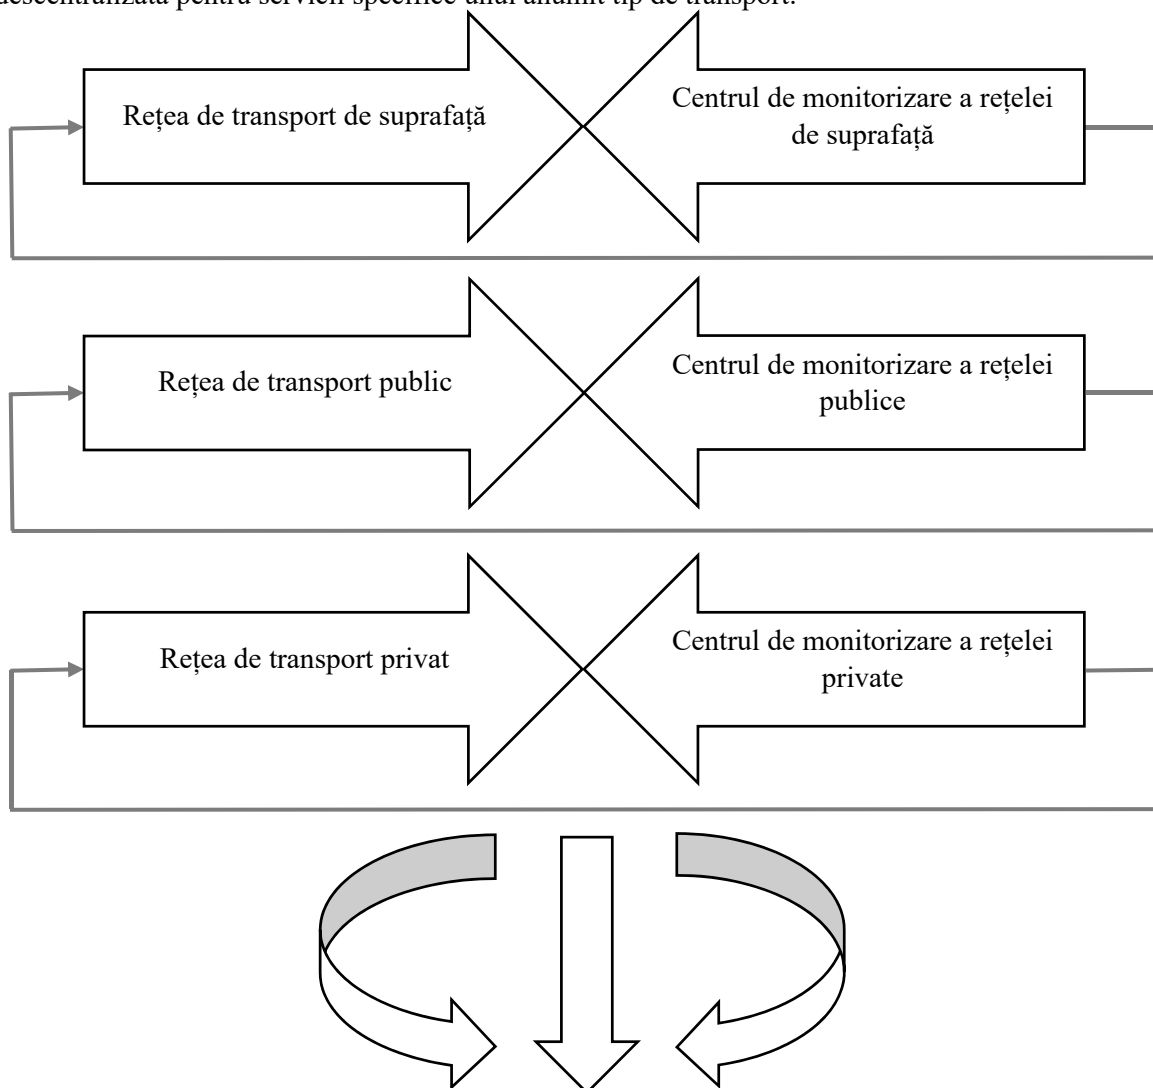 descentralizată pentru servicii specifice unui anumit tip de transport.
Rețea de transport de suprafață
Centrul de monitorizare a rețelei
de suprafață
Rețea de transport public
Centrul de monitorizare a rețelei
publice
Rețea de transport privat
Centrul de monitorizare a rețelei
private